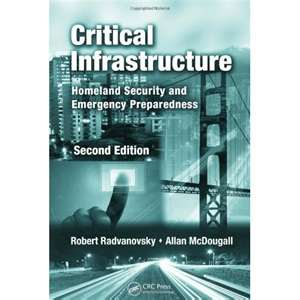 Critical
Infrastructure
Homeland Security and
Emergency Preparedness
Second Edition
Robert Radvanovsky • Allan McDougall
CRC Press